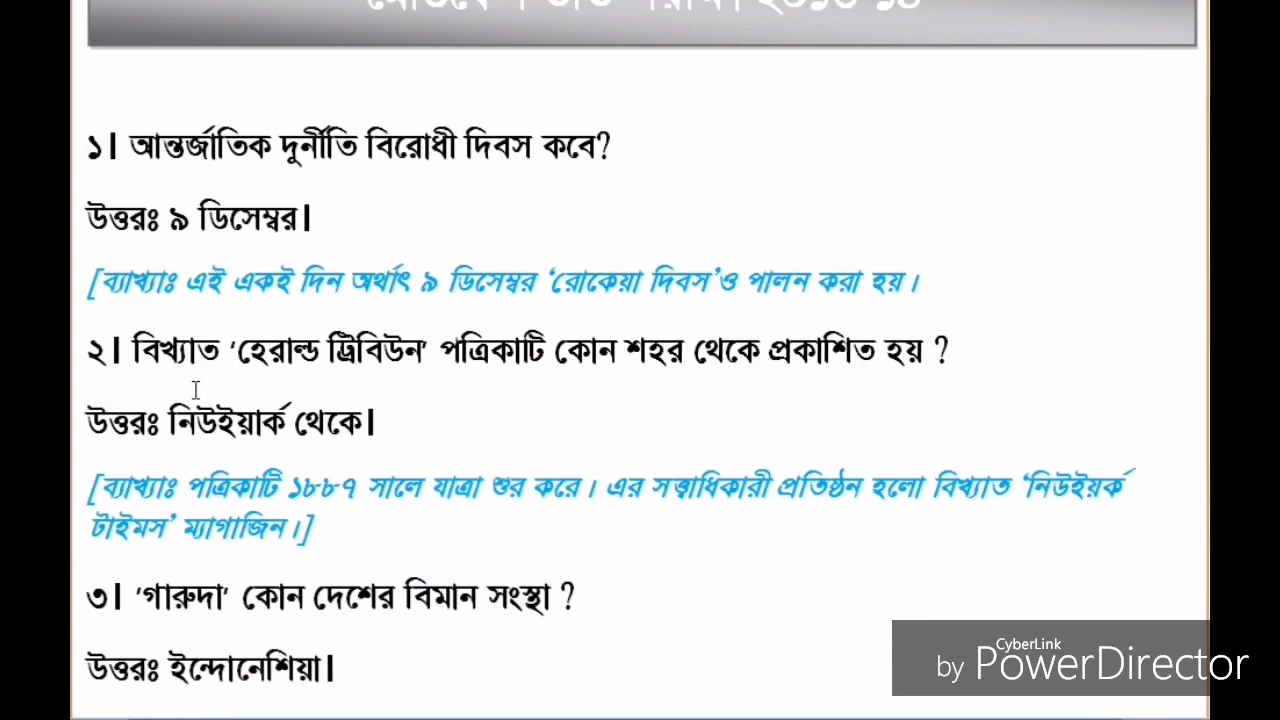 ১। আন্তর্জাতিক দুর্নীতি বিরোধী দিবস কবে?
উত্তরঃ ৯ ডিসেম্বর।
[ব্যাখ্যাঃ এই একই দিন অর্থাৎ ৯ ডিসেম্বর ‘রোকেয়া দিবস’ও পালন করা হয়।
২। বিখ্যাত ‘হেরাল্ড ট্রিবিউন’ পত্রিকাটি কোন শহর থেকে প্রকাশিত হয় ?
উত্তরঃ নিউইয়ার্ক থেকে।
[ব্যাখ্যাঃ পত্রিকাটি ১৮৮৭ সালে যাত্রা শুর করে। এর সত্ত্বাধিকারী প্রতিষ্ঠন হলো বিখ্যাত ‘নিউইয়র্ক
টাইমস’ ম্যাগাজিন।]
৩। ‘গারুদা’ কোন দেশের বিমান সংস্থা ?
উত্তরঃ ইন্দোনেশিয়া।
CyberLink
by PowerDirector